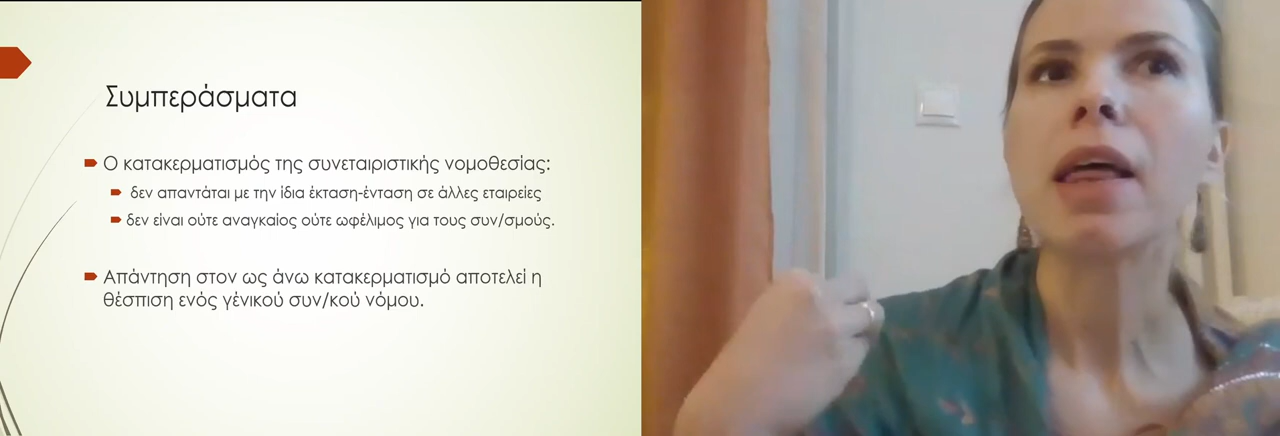 Συμπεράσματα
Ο κατακερματισμός της συνεταιριστικής νομοθεσίας:
δεν απαντάται με την ίδια έκταση-ένταση σε άλλες εταιρείες
δεν είναι ούτε αναγκαίος ούτε ωφέλιμος για τους συν/σμούς.
Απάντηση στον ως άνω κατακερματισμό αποτελεί η
θέσπιση ενός γένικού συν/κού νόμου.